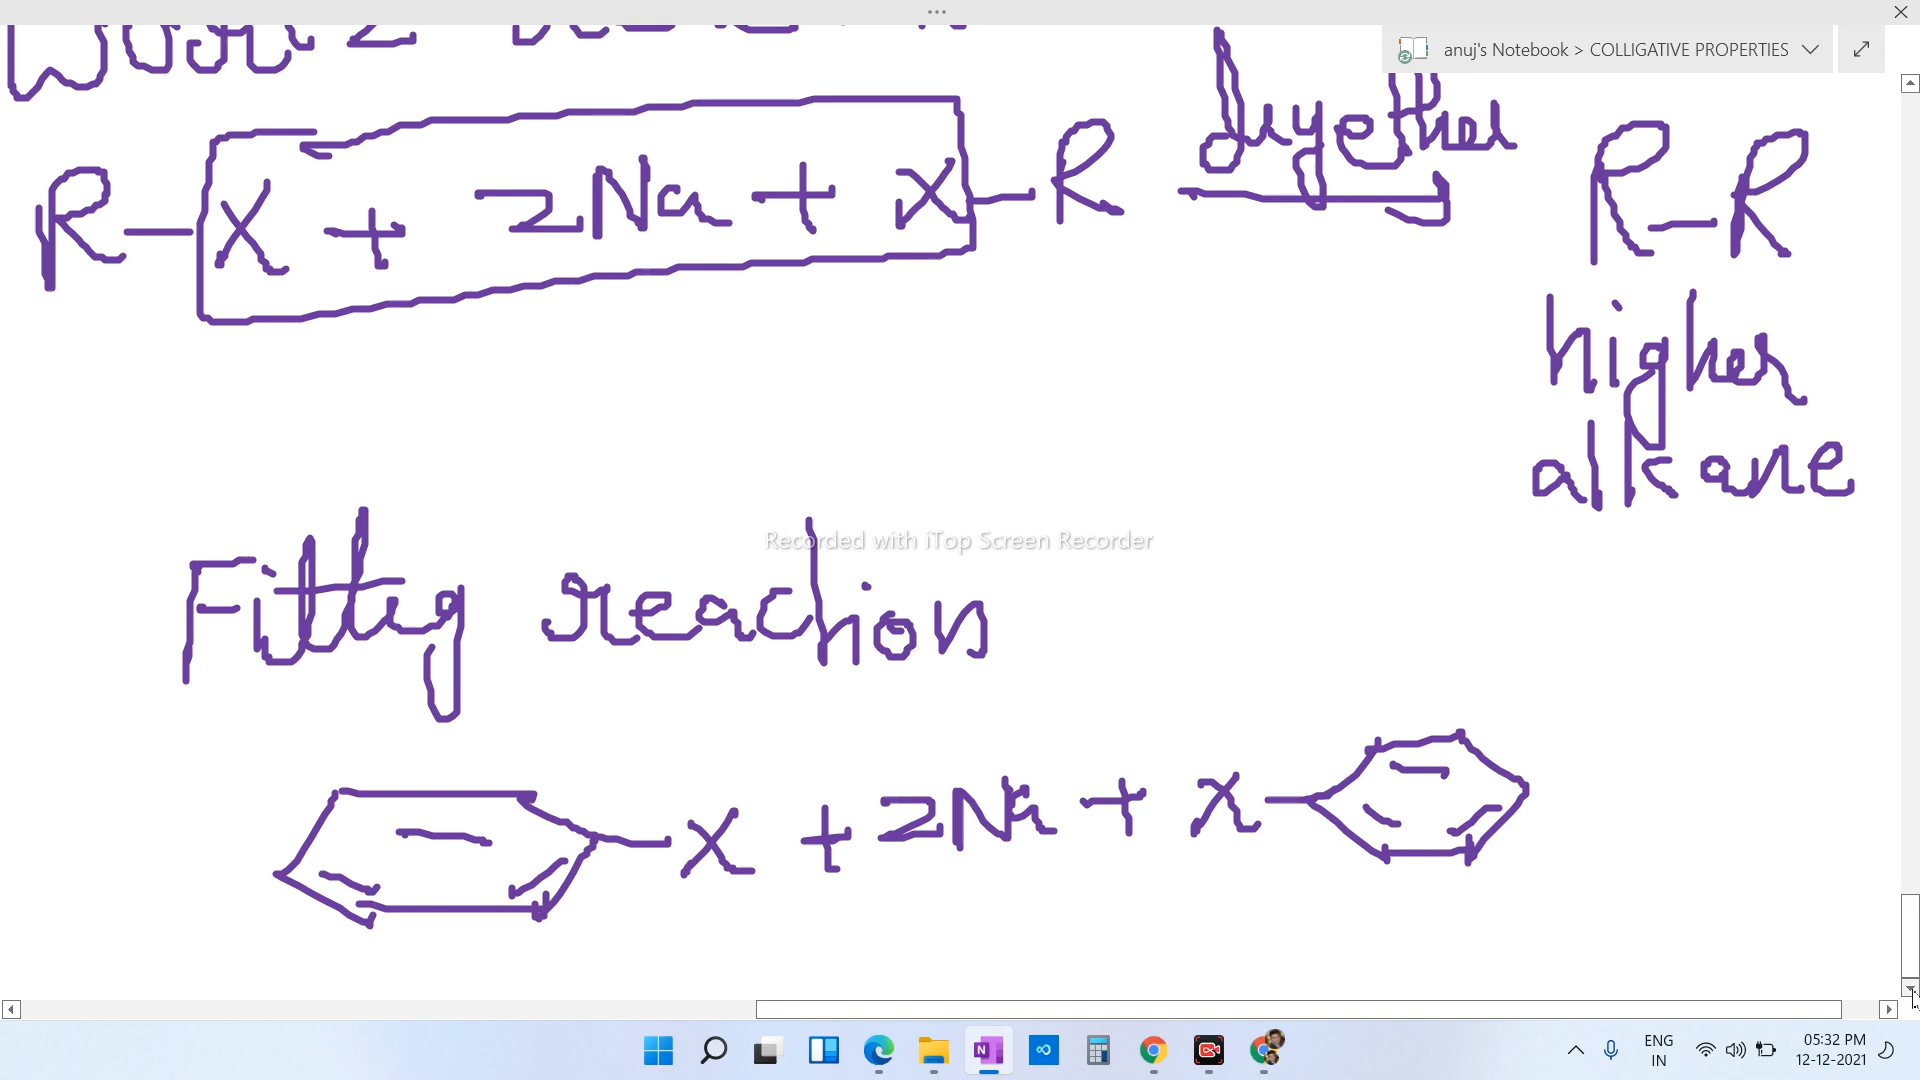 anuj's Notebook > COLLIGATIVE PROPERTIES
dry ether
R-X + 2Na + X-R R-R
higher
alkane
Recorded with iTop Screen Recorder
Fittig reaction
X + 2Na + X
ENG
IN
05:32 PM
12-12-2021